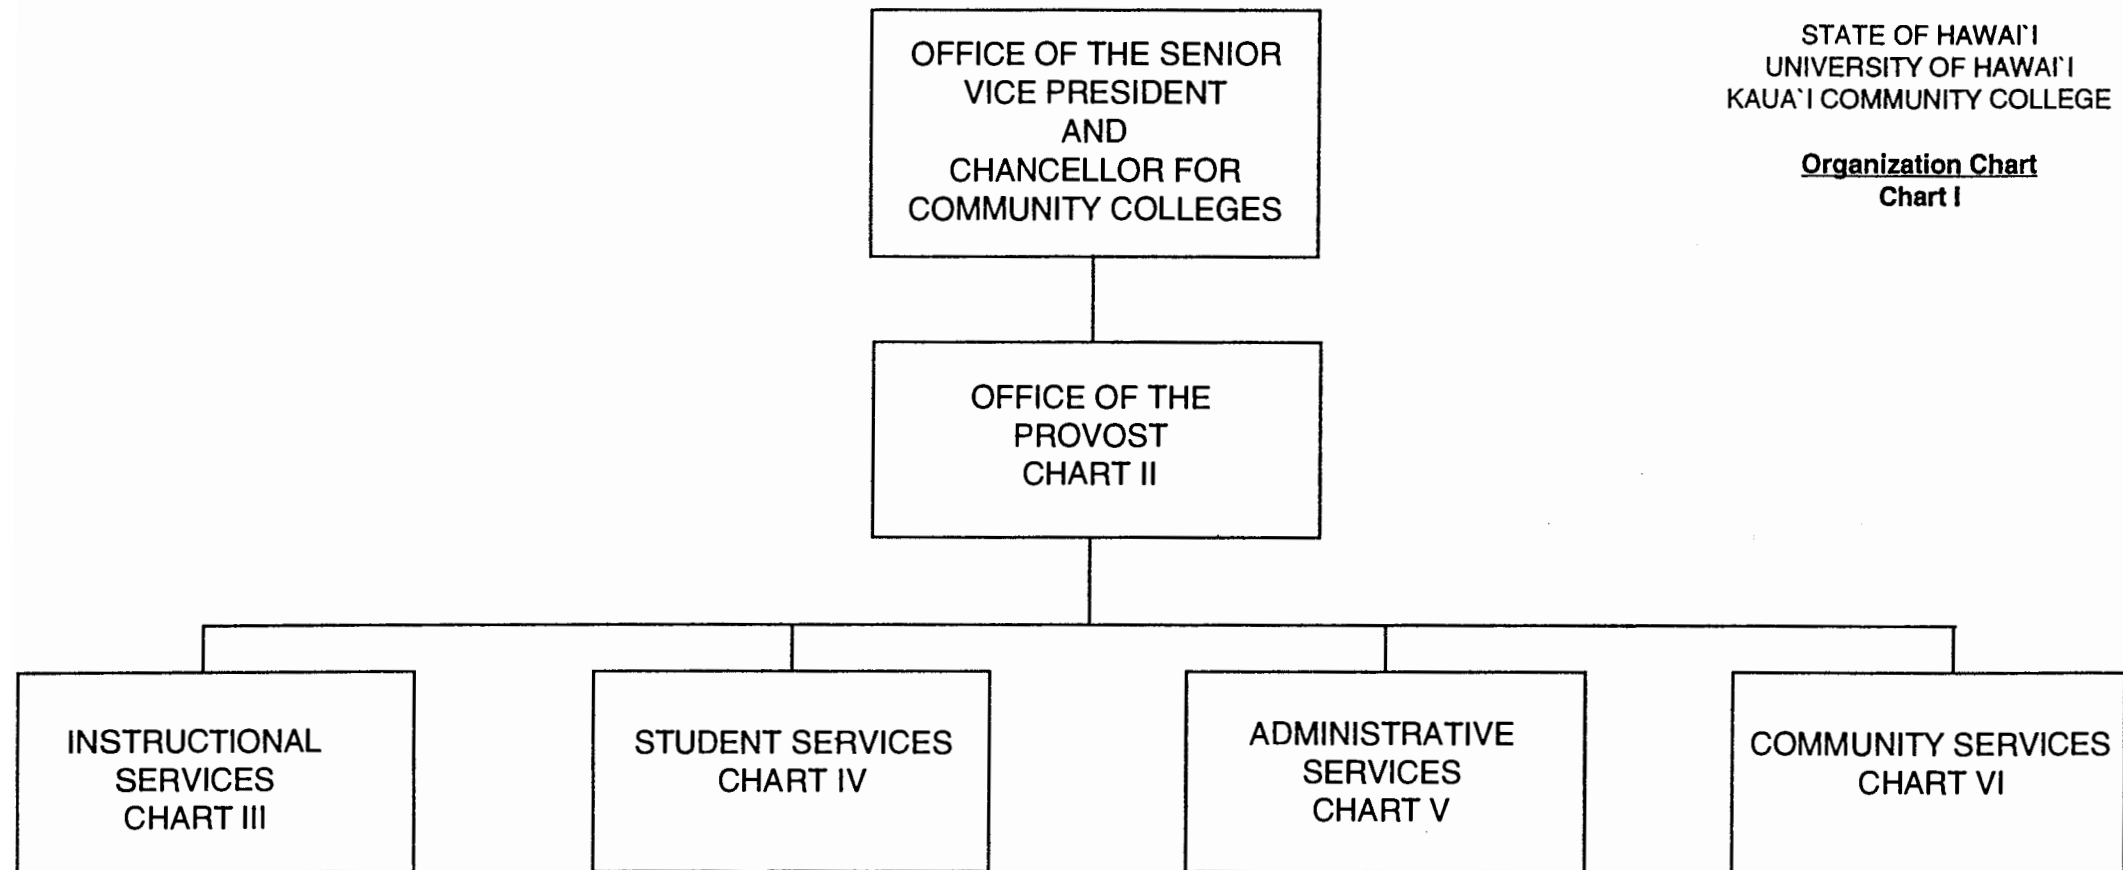 OFFICE OF THE SENIOR
VICE PRESIDENT
AND
CHANCELLOR FOR
COMMUNITY COLLEGES
STATE OF HAWAI`I
UNIVERSITY OF HAWAI`I
KAUA`I COMMUNITY COLLEGE
Organization Chart
Chart I
OFFICE OF THE
PROVOST
CHART II
INSTRUCTIONAL
SERVICES
CHART III
STUDENT SERVICES
CHART IV
ADMINISTRATIVE
SERVICES
CHART V
COMMUNITY SERVICES
CHART VI